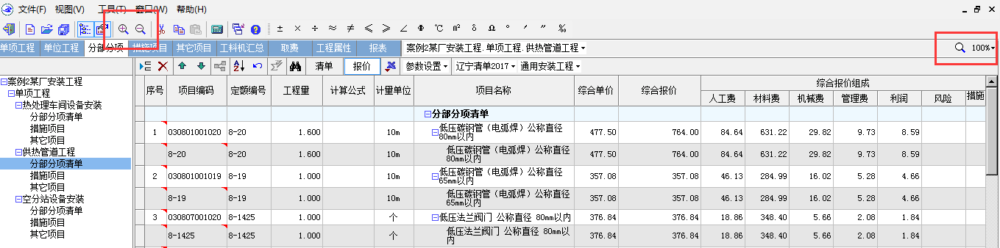 文件(F) 视图(V) 工具(T) 窗口(W) 帮助(H)
± × ÷ ≈ ≠ ≤ ≥ ∠ Φ ℃ ㎡ δ Ω ° ′ ″ ‰
单项工程 单位工程 分部分项 措施项目 其它项目 工料机汇总 取费 工程属性 报表 案例2某厂安装工程.单项工程.供热管道工程 100%
清单 报价 参数设置 辽宁清单2017 通用安装工程
案例2某厂安装工程
单项工程
热处理车间设备安装
分部分项清单
措施项目
其它项目
供热管道工程
分部分项清单
措施项目
其它项目
空分站设备安装
分部分项清单
措施项目
其它项目
序号 项目编码 定额编号 工程量 计算公式 计量单位 项目名称 综合单价 综合报价 综合报价组成
人工费 材料费 机械费 管理费 利润 风险 措施
分部分项清单
1 030801001020 8-20 1.600 10m 低压碳钢管（电弧焊）公称直径 477.50 764.00 84.64 631.22 29.82 9.73 8.59
80mm以内
8-20 8-20 1.600 10m 低压碳钢管（电弧焊）公称直径 477.50 764.00 84.64 631.22 29.82 9.73 8.59
80mm以内
2 030801001019 8-19 1.000 10m 低压碳钢管（电弧焊）公称直径 357.08 357.08 46.13 284.99 16.02 5.28 4.66
65mm以内
8-19 8-19 1.000 10m 低压碳钢管（电弧焊）公称直径 357.08 357.08 46.13 284.99 16.02 5.28 4.66
65mm以内
3 030807001020 8-1425 1.000 个 低压法兰阀门 公称直径 80mm以内 376.84 376.84 18.86 348.40 5.66 2.08 1.84
8-1425 8-1425 1.000 个 低压法兰阀门 公称直径 80mm以 376.84 376.84 18.86 348.40 5.66 2.08 1.84
内